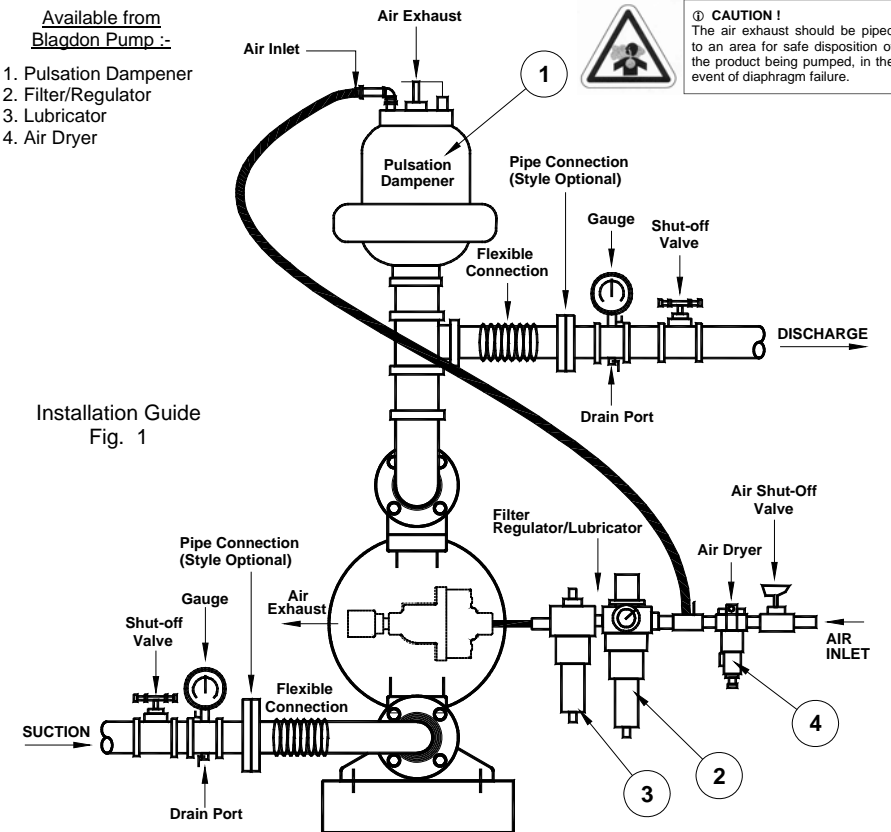 Available from
Blagdon Pump :-
1. Pulsation Dampener
2. Filter/Regulator
3. Lubricator
4. Air Dryer
Air Exhaust
Air Inlet
1
ⓘ CAUTION !
The air exhaust should be piped
to an area for safe disposition of
the product being pumped, in the
event of diaphragm failure.
Pulsation
Dampener
Pipe Connection
(Style Optional)
Gauge
Shut-off
Valve
Flexible
Connection
DISCHARGE
Drain Port
Installation Guide
Fig. 1
Air Shut-Off
Valve
Filter
Regulator/Lubricator
Air Dryer
Pipe Connection
(Style Optional)
Air
Exhaust
Gauge
Shut-off
Valve
AIR
INLET
Flexible
Connection
SUCTION
4
2
3
Drain Port